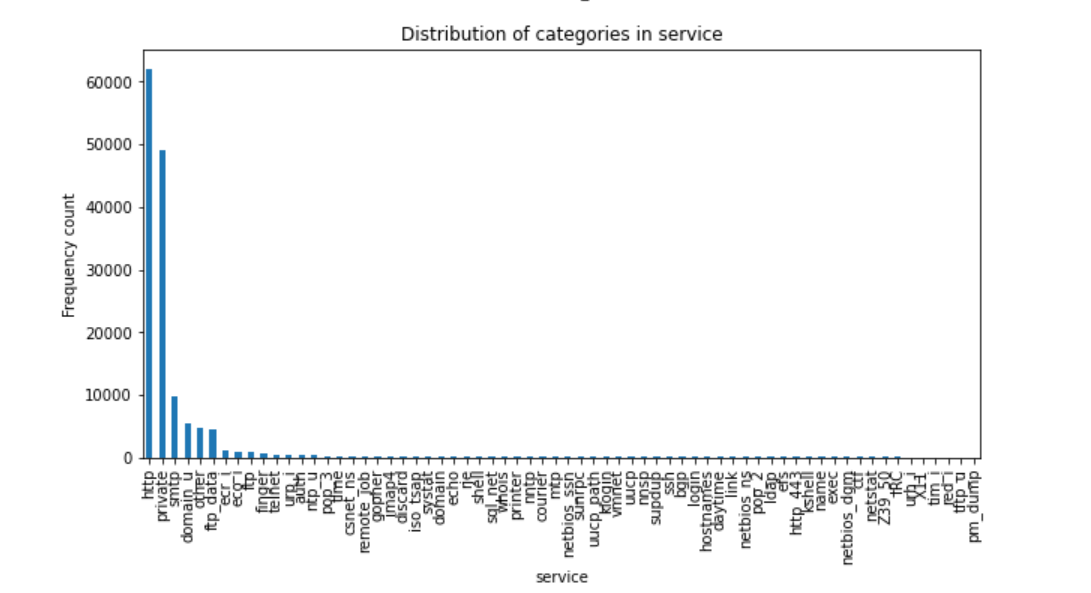 Distribution of categories in service
Frequency count
60000
50000
40000
30000
20000
10000
0
http
private
smtp
domain_u
other
ftp_data
ecr_i
eco_i
ftp
finger
telnet
urp_i
auth
ntp_u
pop_3
time
csnet_ns
remote_job
gopher
imap4
discard
iso_tsap
systat
domain
echo
rje
shell
sql_net
whois
printer
nntp
courier
mtp
netbios_ssn
sunrpc
uucp_path
klogin
vmnet
uucp
nnsp
supdup
ssh
bgp
login
hostnames
daytime
link
netbios_ns
pop_2
ldap
efs
http_443
kshell
name
exec
netbios_dgm
ctf
netstat
Z39_50
IRC
urh_i
X11
tim_i
red_i
tftp_u
pm_dump
service